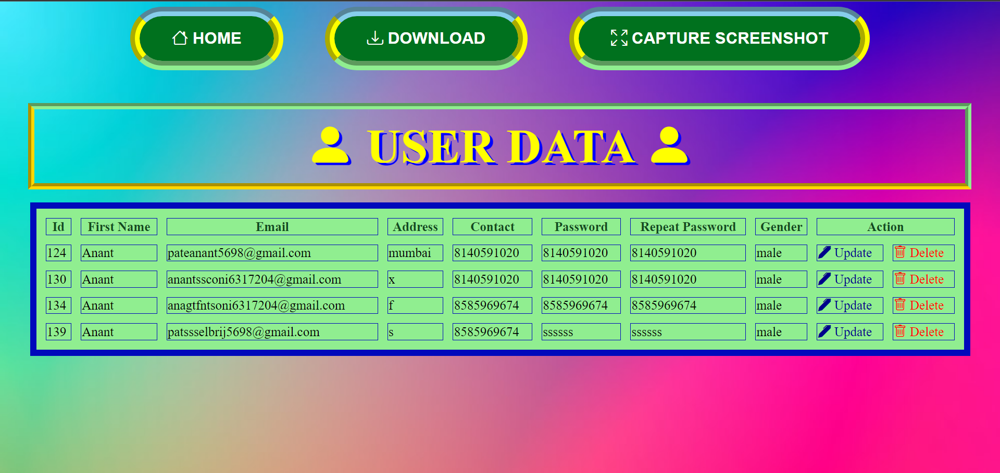 HOME DOWNLOAD CAPTURE SCREENSHOT
USER DATA
Id First Name Email Address Contact Password Repeat Password Gender Action
124 Anant pateanant5698@gmail.com mumbai 8140591020 8140591020 8140591020 male Update Delete
130 Anant anantssconi6317204@gmail.com x 8140591020 8140591020 8140591020 male Update Delete
134 Anant anagtfntsoni6317204@gmail.com f 8585969674 8585969674 8585969674 male Update Delete
139 Anant patssselbrij5698@gmail.com s 8585969674 ssssss ssssss male Update Delete